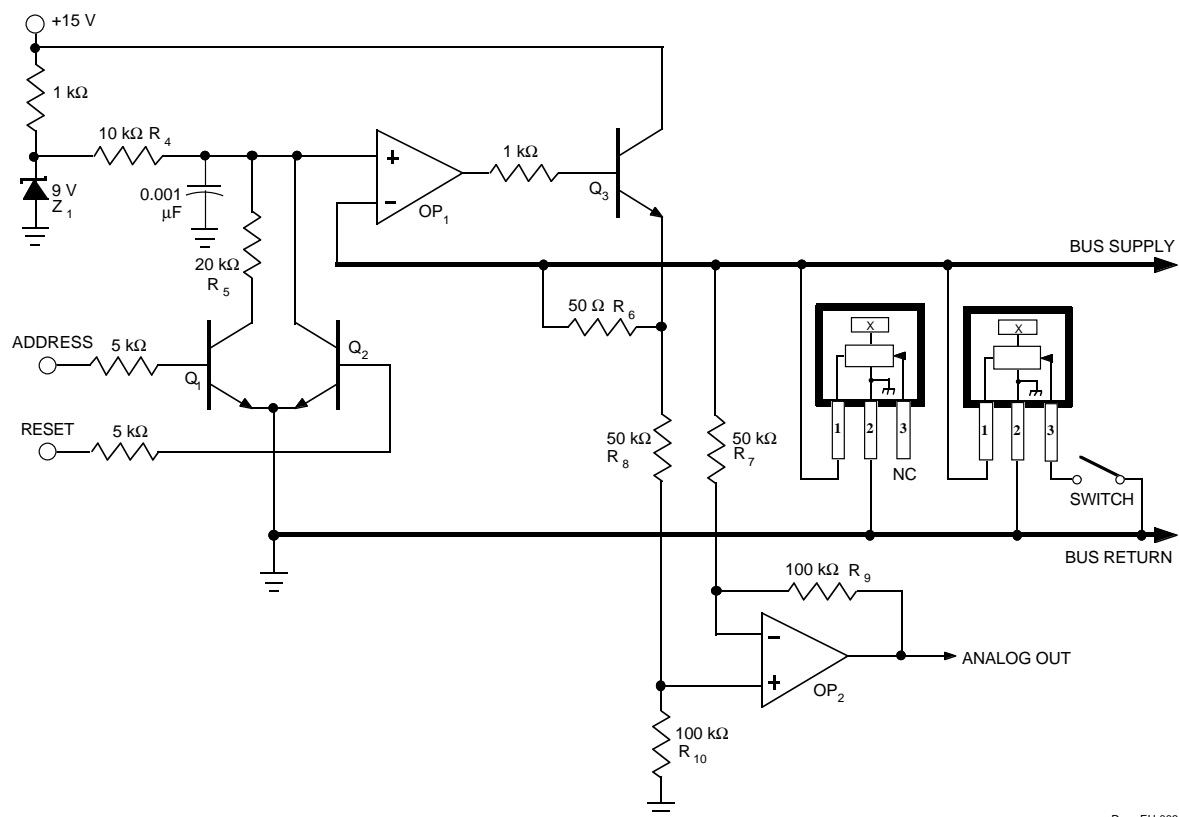 +15 V
1 kΩ
10 kΩ R4
9 V
Z1
0.001
µF
+
-
OP1
1 kΩ
Q3
20 kΩ
R5
BUS SUPPLY
50 Ω R6
ADDRESS
5 kΩ
Q1
Q2
X
X
RESET
5 kΩ
50 kΩ
R8
50 kΩ
R7
1
2
3
NC
1
2
3
SWITCH
BUS RETURN
100 kΩ R9
-
+
OP2
ANALOG OUT
100 kΩ
R10